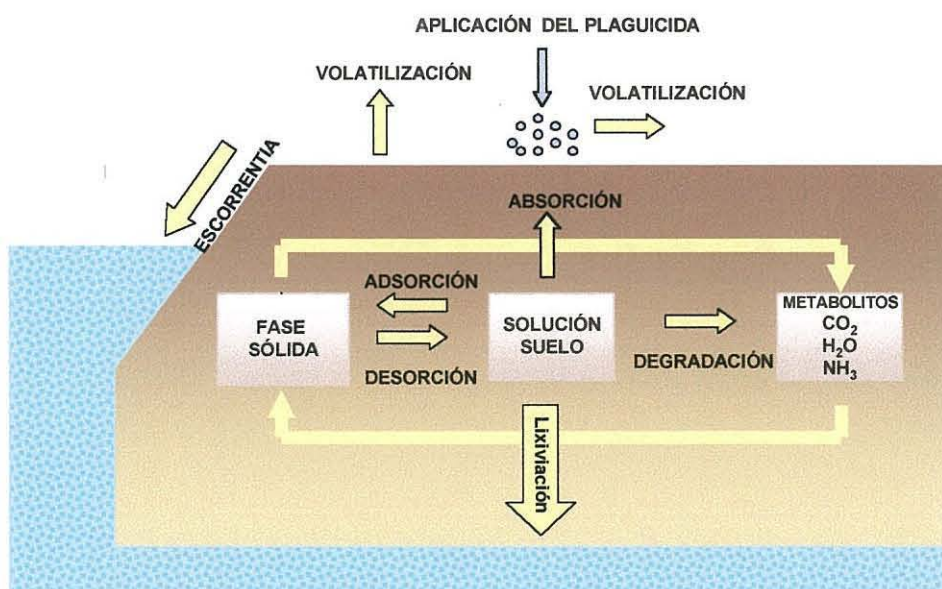 APLICACIÓN DEL PLAGUICIDA
VOLATILIZACIÓN
VOLATILIZACIÓN
ESCORRENTIA
ABSORCIÓN
ADSORCIÓN
FASE
SÓLIDA
DESORCIÓN
SOLUCIÓN
SUELO
DEGRADACIÓN
METABOLITOS
CO₂
H₂O
NH₃
Lixiviación